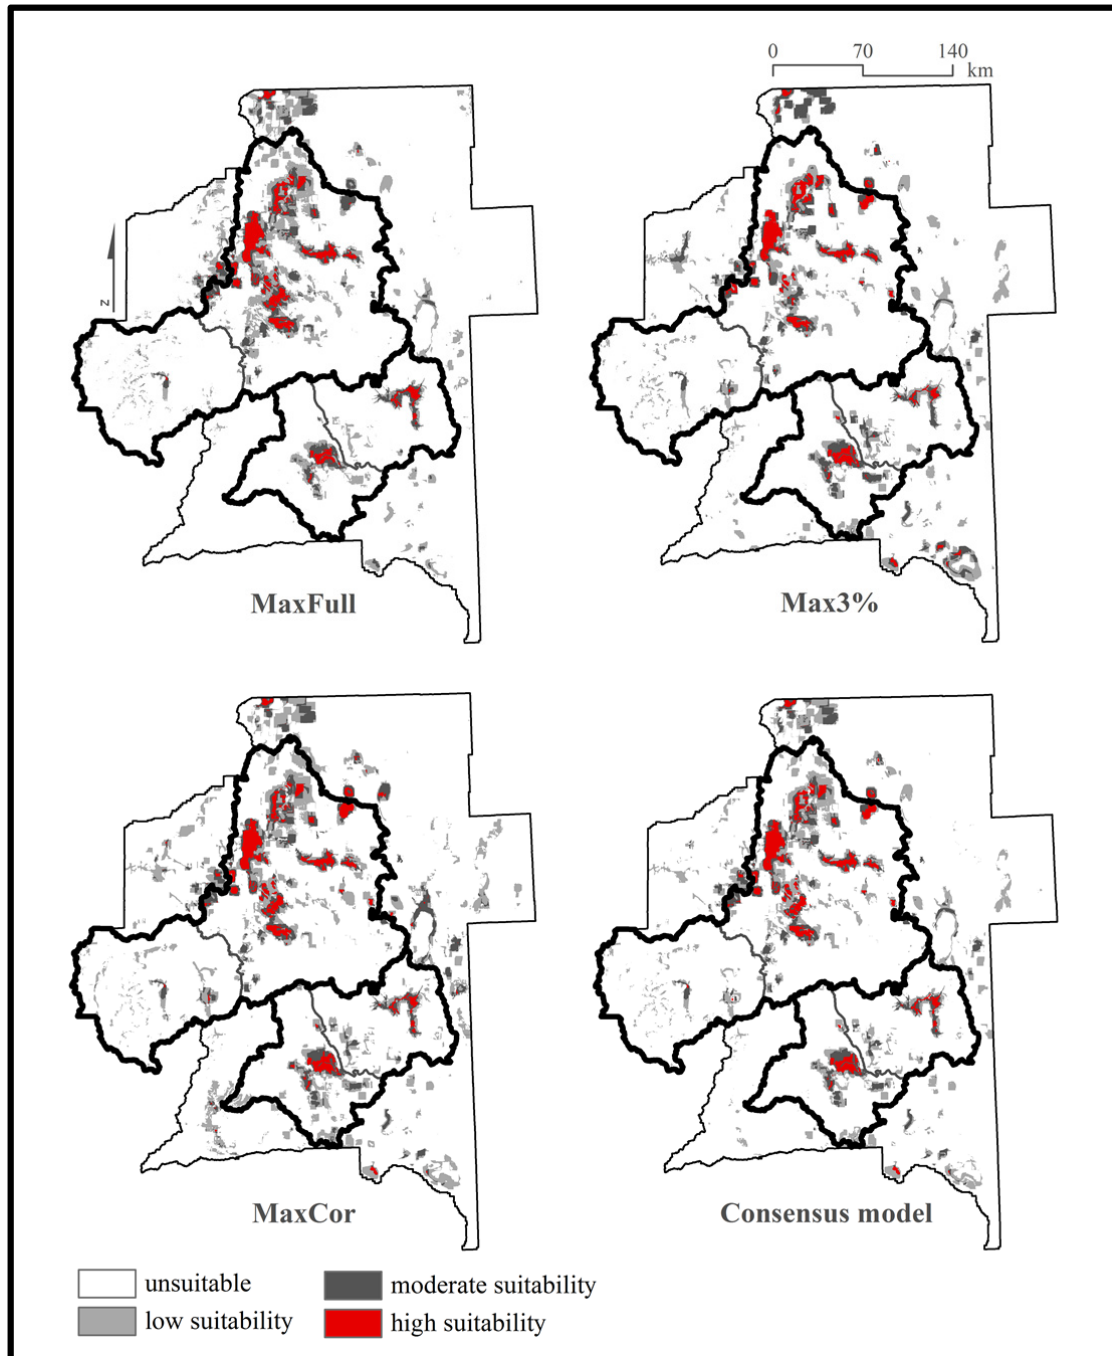 0 70 140
km
z
MaxFull
Max3%
MaxCor
Consensus model
unsuitable
moderate suitability
low suitability
high suitability